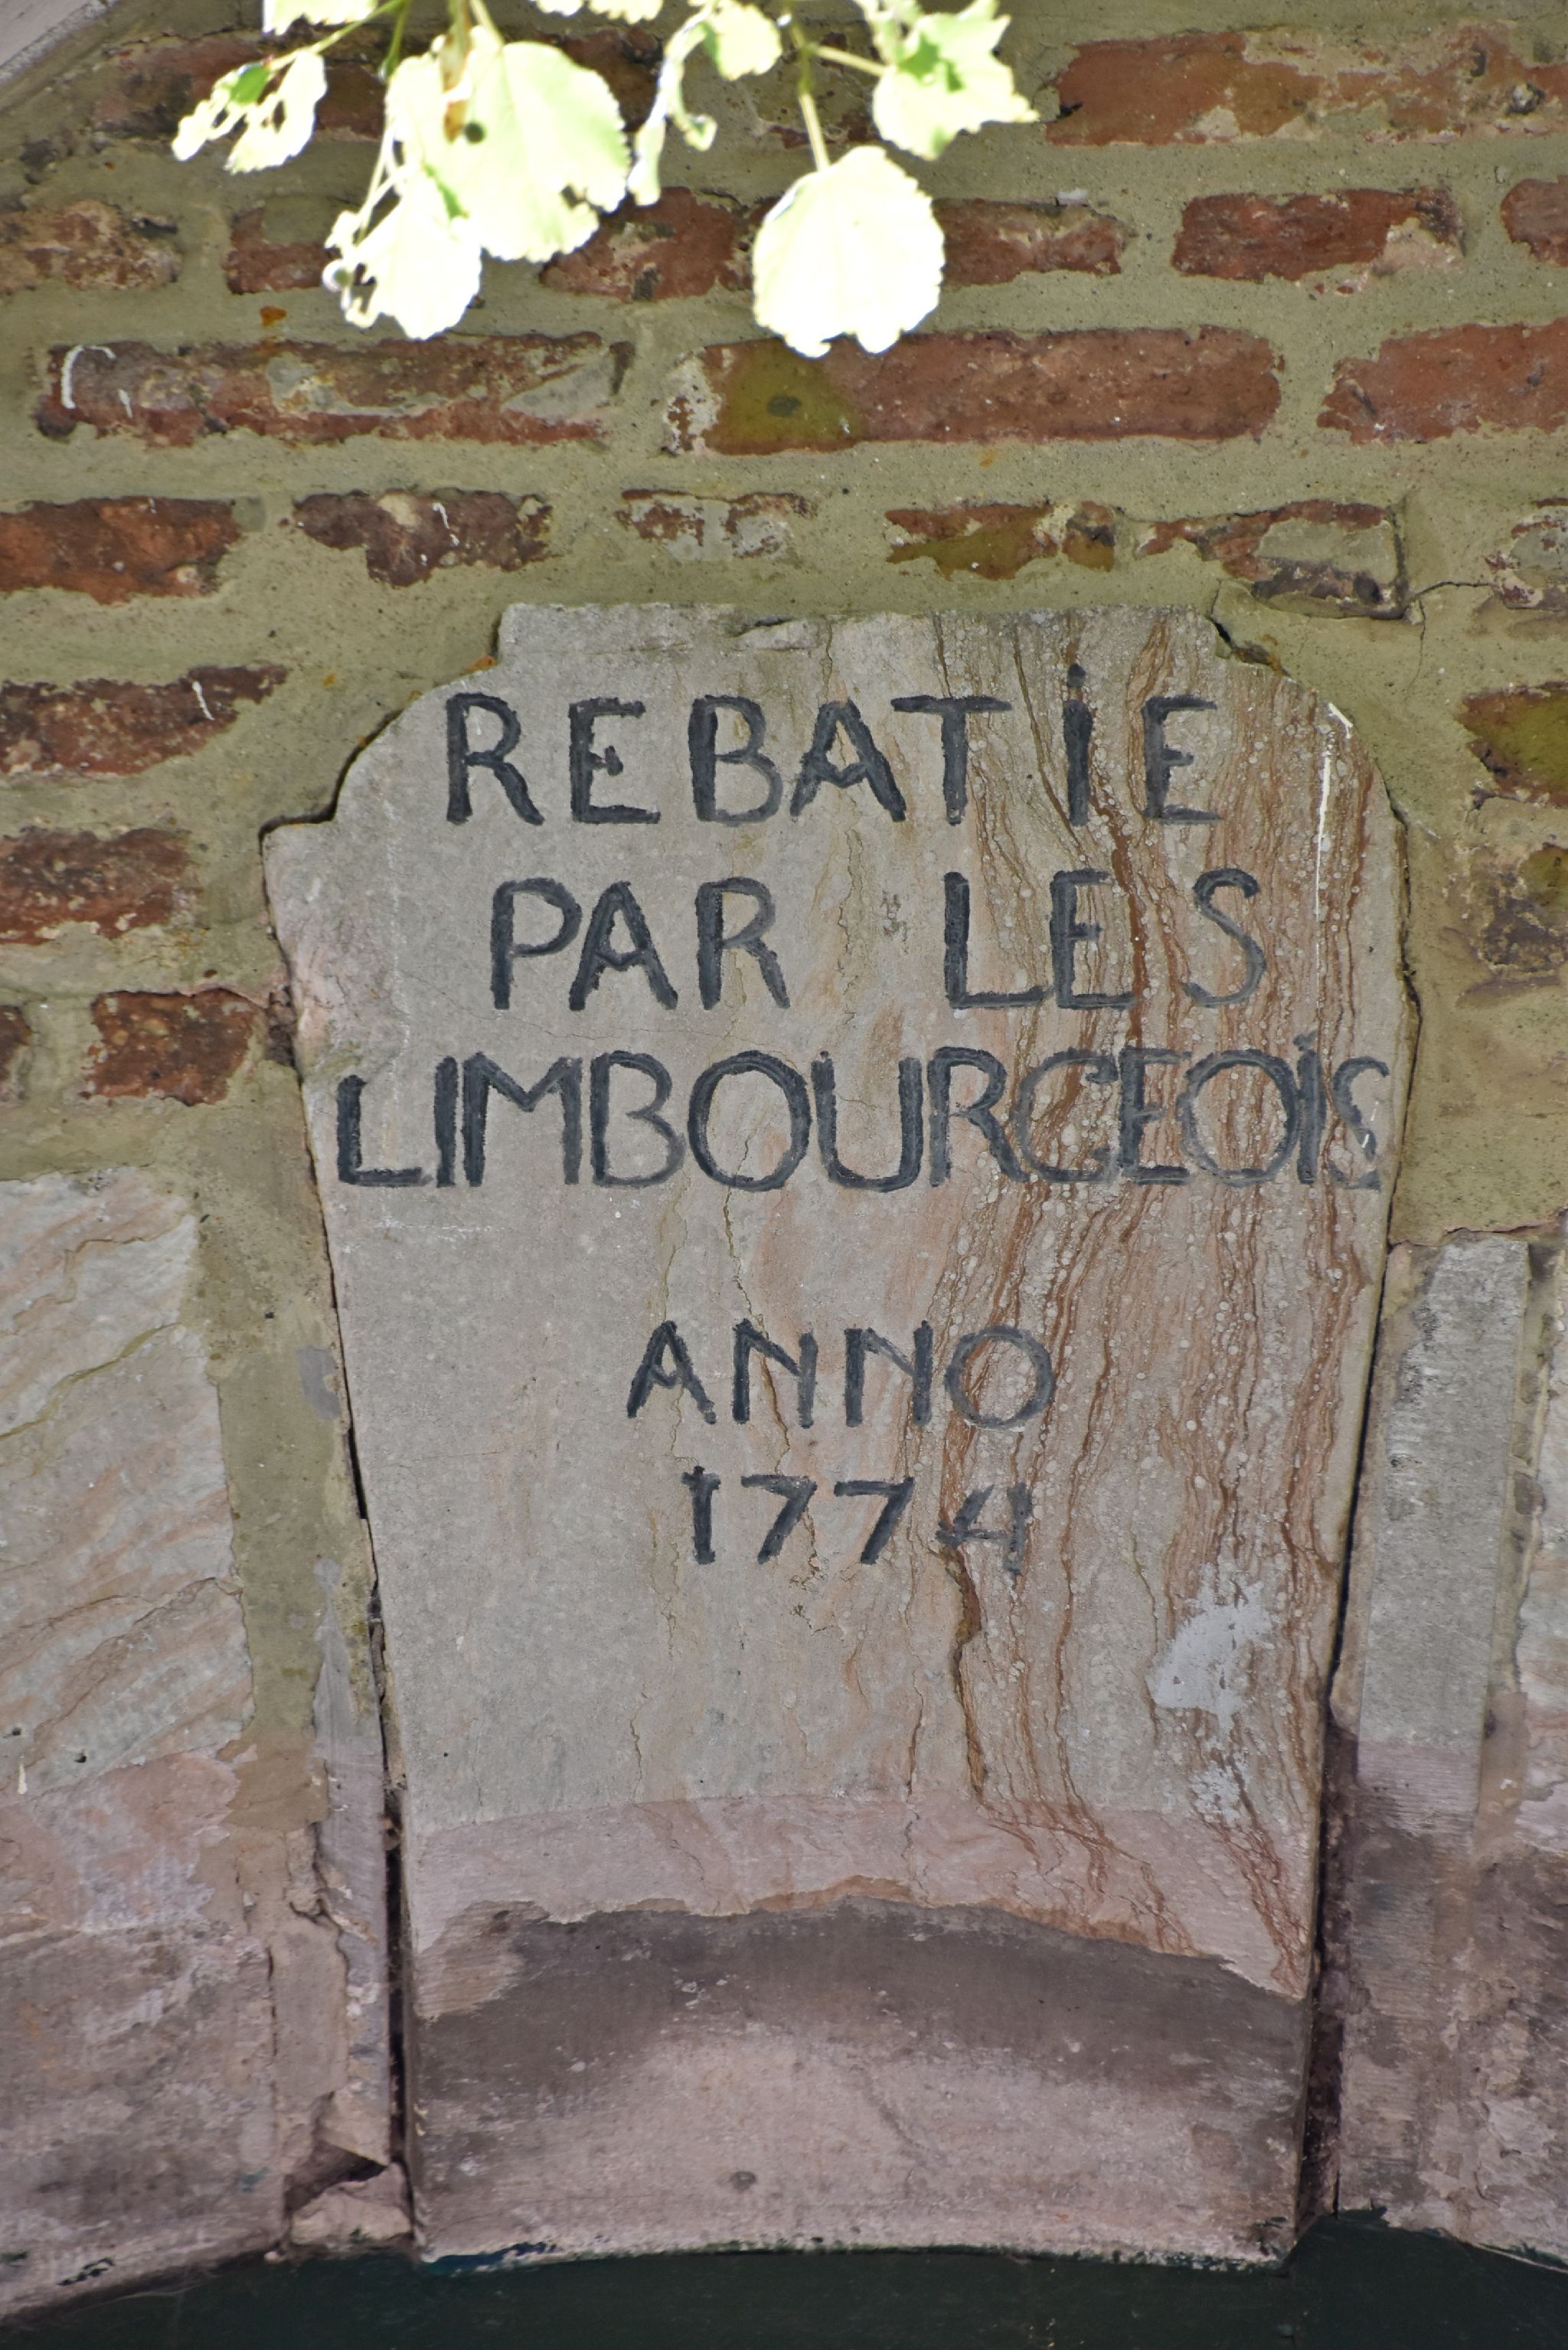 REBATiE
PAR LES
LIMBOURGEOiS
ANNO
1774